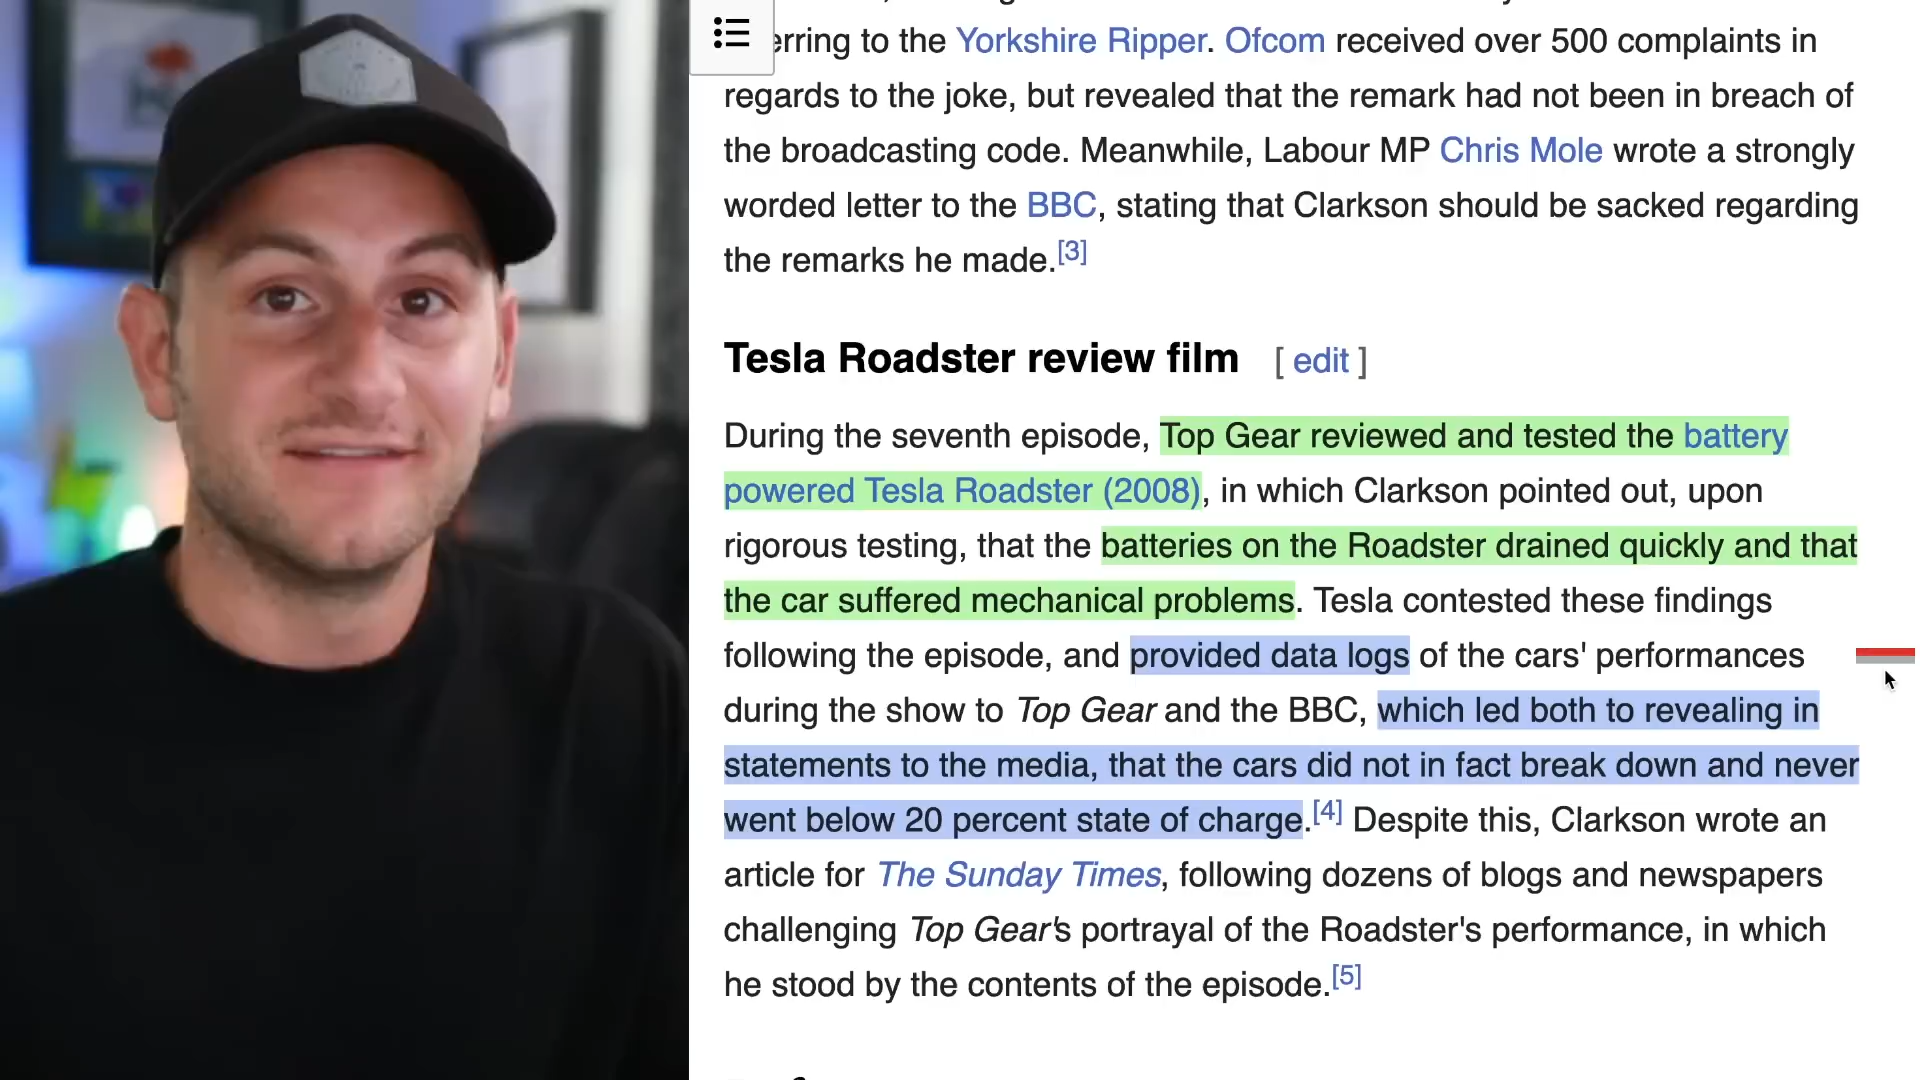 erring to the Yorkshire Ripper. Ofcom received over 500 complaints in
regards to the joke, but revealed that the remark had not been in breach of
the broadcasting code. Meanwhile, Labour MP Chris Mole wrote a strongly
worded letter to the BBC, stating that Clarkson should be sacked regarding
the remarks he made.[3]
Tesla Roadster review film [ edit ]
During the seventh episode, Top Gear reviewed and tested the battery
powered Tesla Roadster (2008), in which Clarkson pointed out, upon
rigorous testing, that the batteries on the Roadster drained quickly and that
the car suffered mechanical problems. Tesla contested these findings
following the episode, and provided data logs of the cars' performances
during the show to Top Gear and the BBC, which led both to revealing in
statements to the media, that the cars did not in fact break down and never
went below 20 percent state of charge.[4] Despite this, Clarkson wrote an
article for The Sunday Times, following dozens of blogs and newspapers
challenging Top Gear's portrayal of the Roadster's performance, in which
he stood by the contents of the episode.[5]